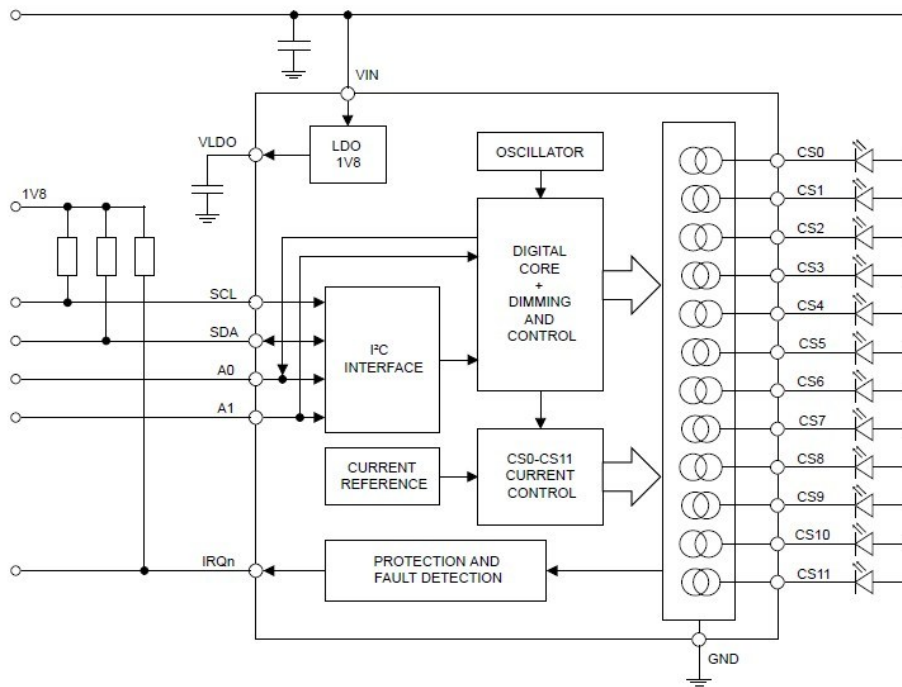 VIN
VLDO
LDO
1V8
OSCILLATOR
1V8
DIGITAL
CORE
+
DIMMING
AND
CONTROL
SCL
SDA
A0
A1
I²C
INTERFACE
CURRENT
REFERENCE
CS0-CS11
CURRENT
CONTROL
IRQn
PROTECTION AND
FAULT DETECTION
CS0
CS1
CS2
CS3
CS4
CS5
CS6
CS7
CS8
CS9
CS10
CS11
GND